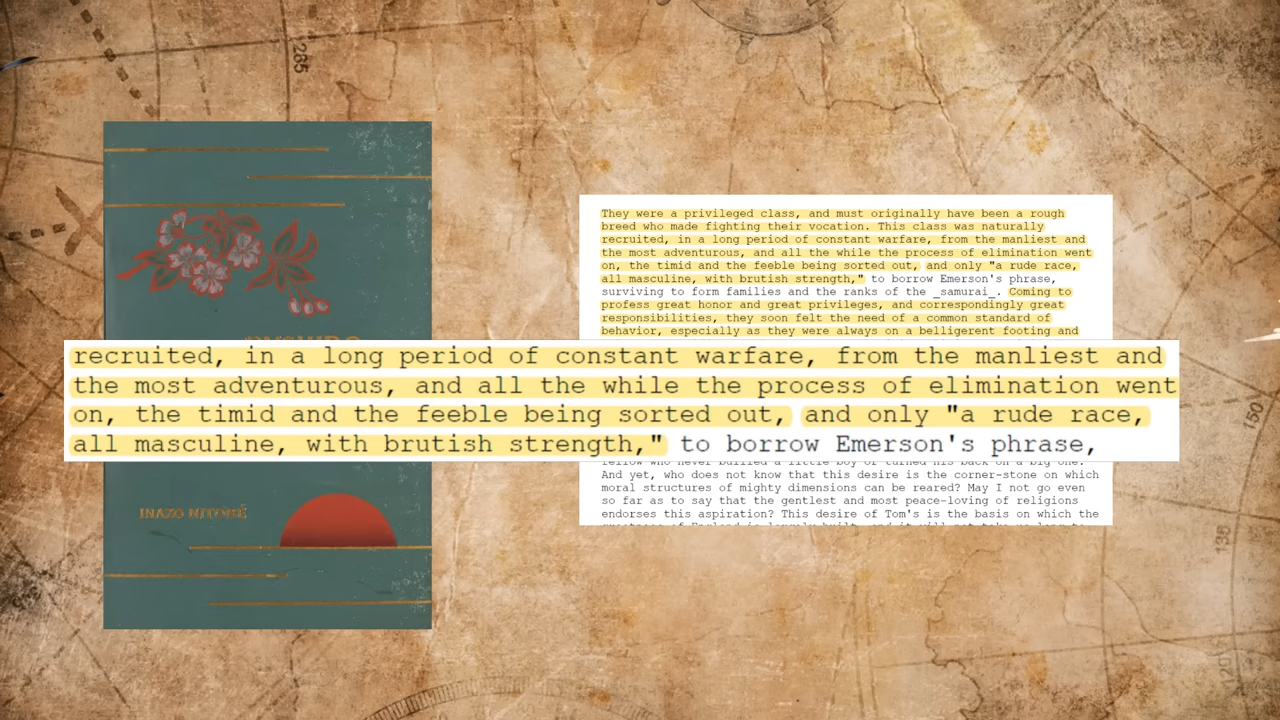 285
INAZO NITOBÉ
They were a privileged class, and must originally have been a rough
breed who made fighting their vocation. This class was naturally
recruited, in a long period of constant warfare, from the manliest and
the most adventurous, and all the while the process of elimination went
on, the timid and the feeble being sorted out, and only "a rude race,
all masculine, with brutish strength," to borrow Emerson's phrase,
surviving to form families and the ranks of the _samurai_. Coming to
profess great honor and great privileges, and correspondingly great
responsibilities, they soon felt the need of a common standard of
behavior, especially as they were always on a belligerent footing and
recruited, in a long period of constant warfare, from the manliest and
the most adventurous, and all the while the process of elimination went
on, the timid and the feeble being sorted out, and only "a rude race,
all masculine, with brutish strength," to borrow Emerson's phrase,
fellow who never bullied a little boy or turned his back on a big one."
And yet, who does not know that this desire is the corner-stone on which
moral structures of mighty dimensions can be reared? May I not go even
so far as to say that the gentlest and most peace-loving of religions
endorses this aspiration? This desire of Tom's is the basis on which the
150
135